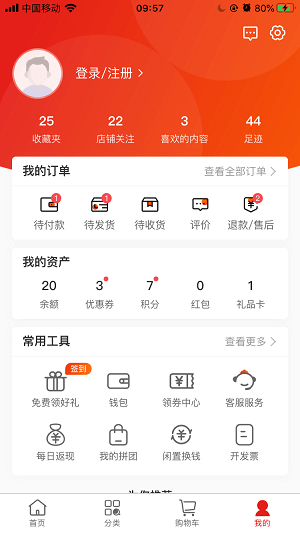 中国移动
09:57
80%
登录/注册 >
25
22
3
44
收藏夹
店铺关注
喜欢的内容
足迹
我的订单
查看全部订单 >
1
1
2
待付款
待发货
待收货
评价
退款/售后
我的资产
20
3
7
0
1
余额
优惠券
积分
红包
礼品卡
常用工具
查看更多 >
签到
免费领好礼
钱包
领券中心
客服服务
每日返现
我的拼团
闲置换钱
开发票
首页
分类
购物车
我的